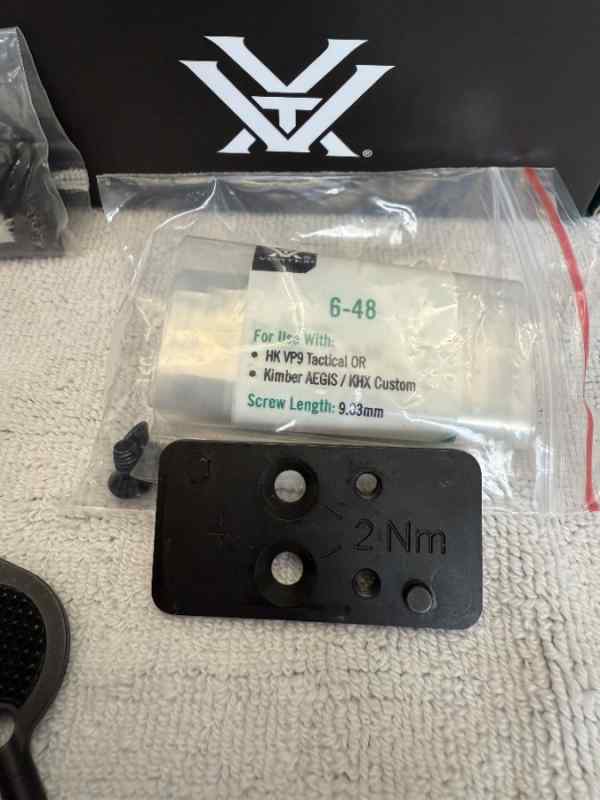 ®
VORTEX
6-48
For Use With:
• HK VP9 Tactical OR
• Kimber AEGIS / KHX Custom
Screw Length: 9.03mm
2 Nm